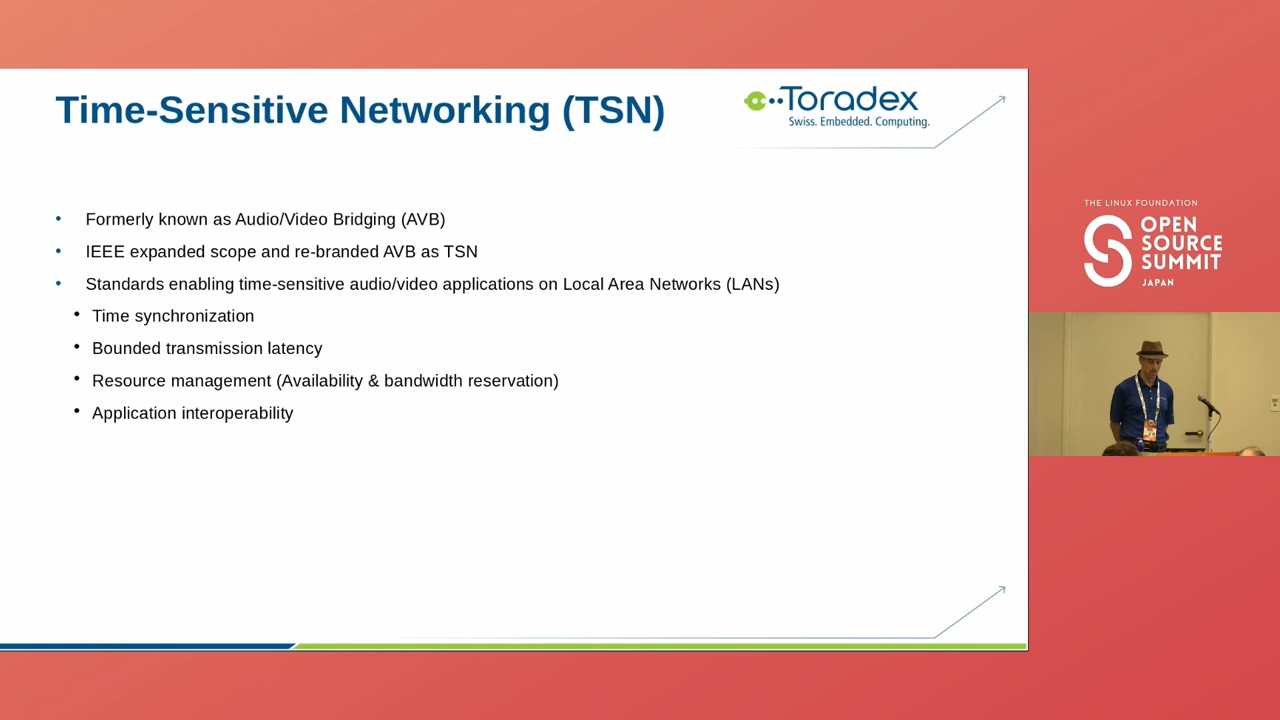 Time-Sensitive Networking (TSN)
Toradex
Swiss. Embedded. Computing.
• Formerly known as Audio/Video Bridging (AVB)
• IEEE expanded scope and re-branded AVB as TSN
• Standards enabling time-sensitive audio/video applications on Local Area Networks (LANs)
• Time synchronization
• Bounded transmission latency
• Resource management (Availability & bandwidth reservation)
• Application interoperability
THE LINUX FOUNDATION
OPEN
SOURCE
SUMMIT
JAPAN